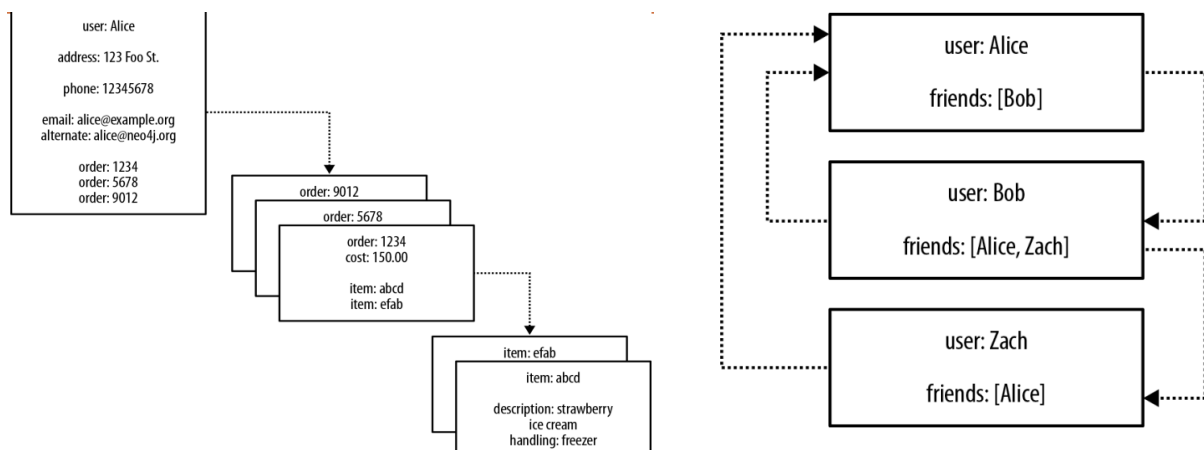 user: Alice
address: 123 Foo St.
phone: 12345678
email: alice@example.org
alternate: alice@neo4j.org
order: 1234
order: 5678
order: 9012
order: 9012
order: 5678
order: 1234
cost: 150.00
item: abcd
item: efab
item: efab
item: abcd
description: strawberry
ice cream
handling: freezer
user: Alice
friends: [Bob]
user: Bob
friends: [Alice, Zach]
user: Zach
friends: [Alice]